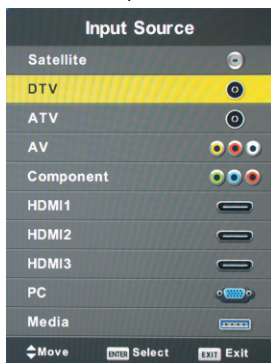 Input Source
Satellite
DTV
ATV
AV
Component
HDMI1
HDMI2
HDMI3
PC
Media
Move ENTER Select EXIT Exit